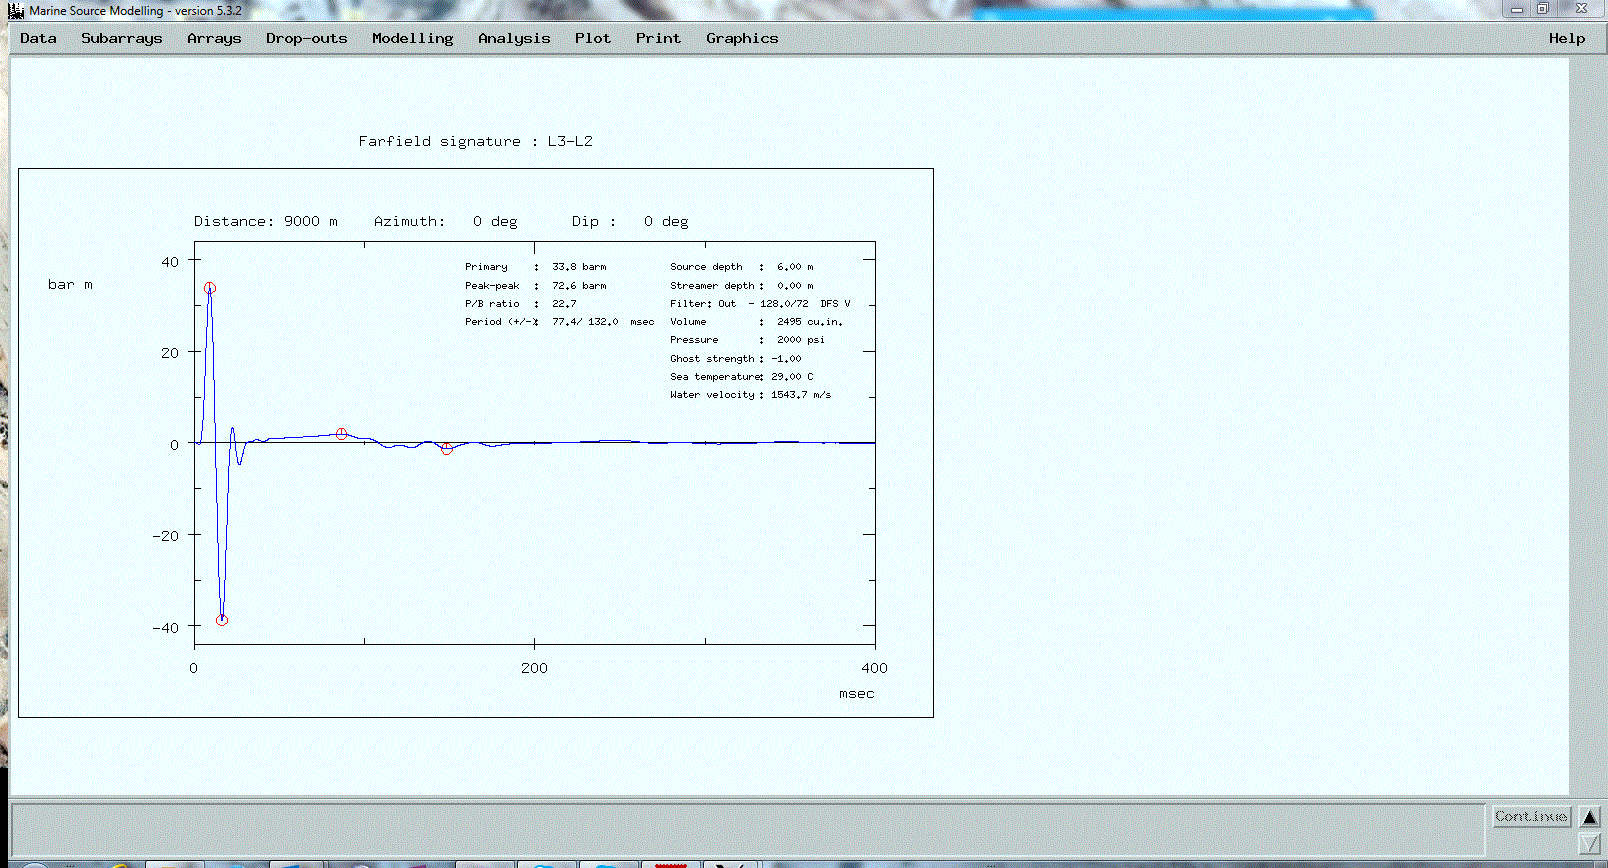 Marine Source Modelling - version 5.3.2
Data Subarrays Arrays Drop-outs Modelling Analysis Plot Print Graphics Help
Farfield signature : L3-L2
Distance: 9000 m Azimuth: 0 deg Dip : 0 deg
40
bar m
20
0
-20
-40
Primary : 33.8 barm
Peak-peak : 72.6 barm
P/B ratio : 22.7
Period (+/-): 77.4/ 132.0 msec
Source depth : 6.00 m
Streamer depth : 0.00 m
Filter: Out - 128.0/72 DFS V
Volume : 2495 cu.in.
Pressure : 2000 psi
Ghost strength : -1.00
Sea temperature: 29.00 C
Water velocity : 1543.7 m/s
0 200 400
msec
Continue